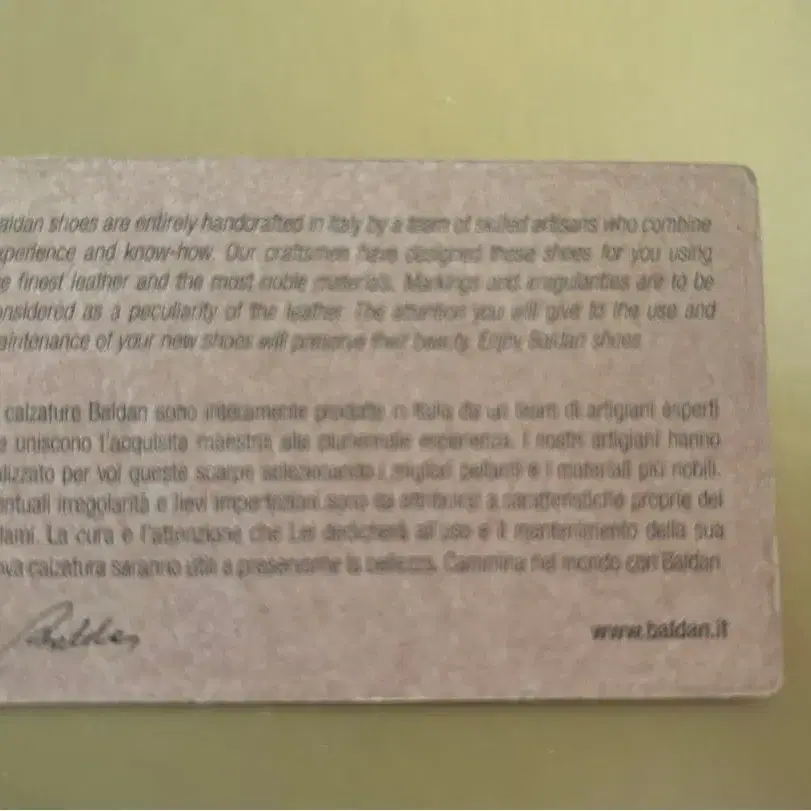 aldan shoes are entirely handcrafted in Italy by a team of skilled artisans who combine
xperience and know-how. Our craftsmen have designed these shoes for you using
e finest leather and the most noble materials. Markings and irregularities are to be
onsidered as a peculiarity of the leather. The attention you will give to the use and
aintenance of your new shoes will preserve their beauty. Enjoy Baldan shoes
calzature Baldan sono interamente prodotte in Italia da un team di artigiani esperti
e uniscono l'acquisita maestria alla pluriennale esperienza. I nostri artigiani hanno
alizzato per voi queste scarpe selezionando i migliori pellami e i materiali più nobili.
entuali irregolarità e lievi imperfezioni sono da attribuirsi a caratteristiche proprie dei
llami. La cura e l'attenzione che Lei dedicherà all'uso e il mantenimento della sua
ova calzatura saranno utili a preservarne la bellezza. Cammina nel mondo con Baldan
Baldan
www.baldan.it